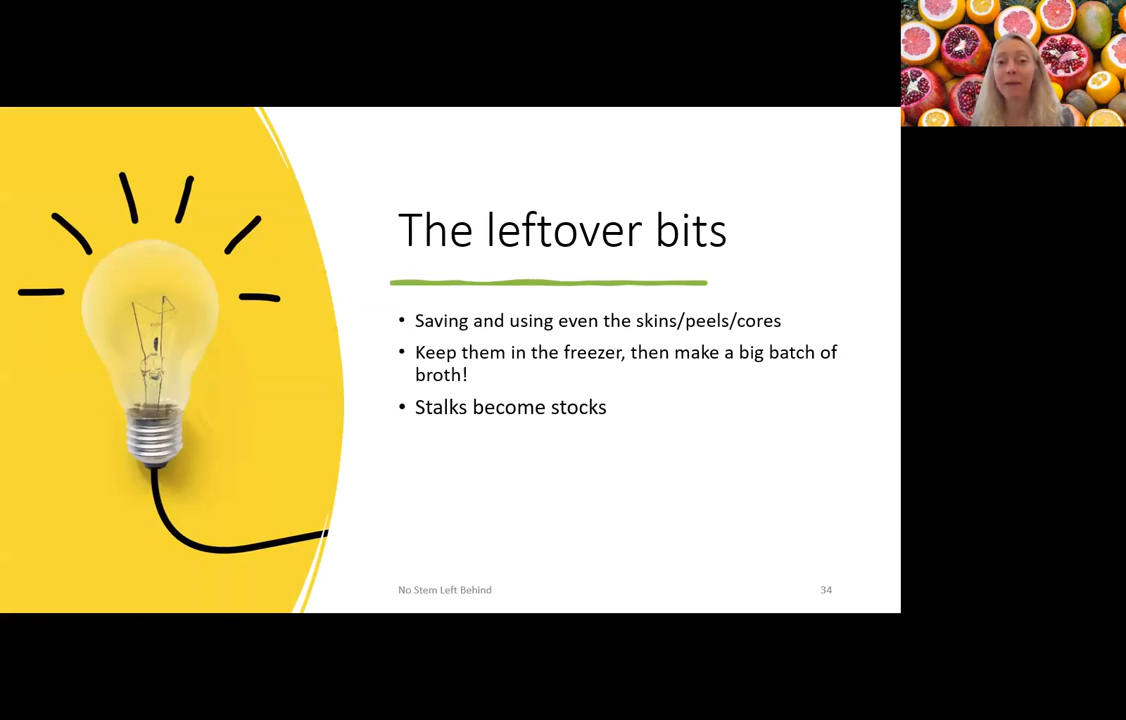 The leftover bits
• Saving and using even the skins/peels/cores
• Keep them in the freezer, then make a big batch of
broth!
• Stalks become stocks
No Stem Left Behind
34